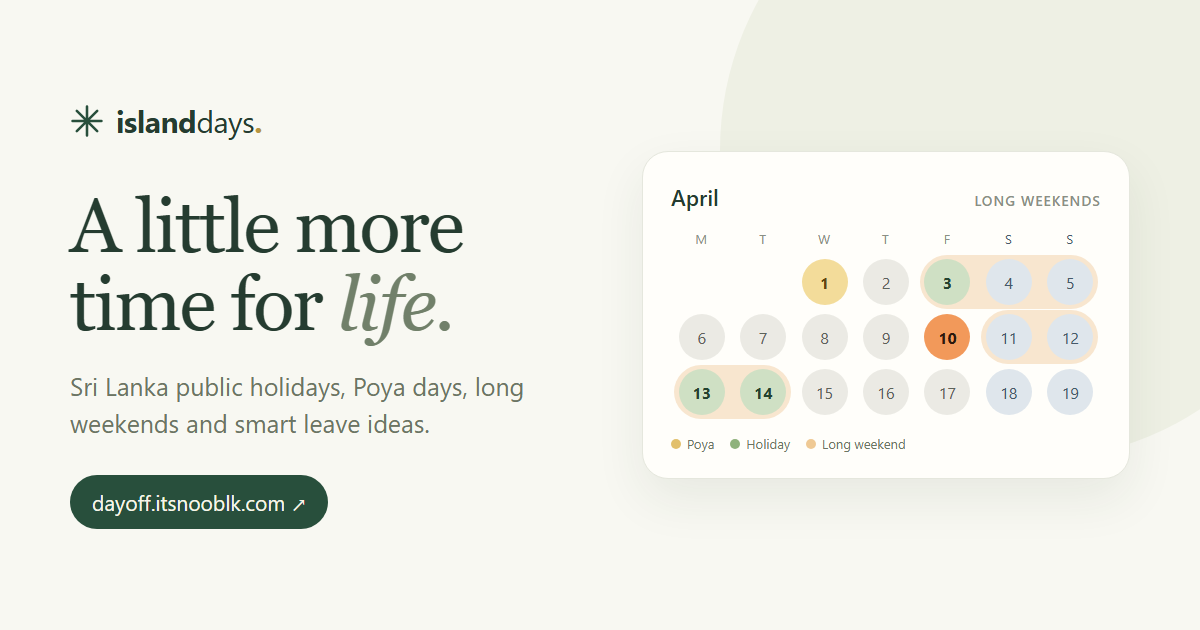 islanddays.
A little more
time for life.
Sri Lanka public holidays, Poya days, long
weekends and smart leave ideas.
dayoff.itsnooblk.com ↗
April
LONG WEEKENDS
M T W T F S S
1 2 3 4 5
6 7 8 9 10 11 12
13 14 15 16 17 18 19
Poya Holiday Long weekend